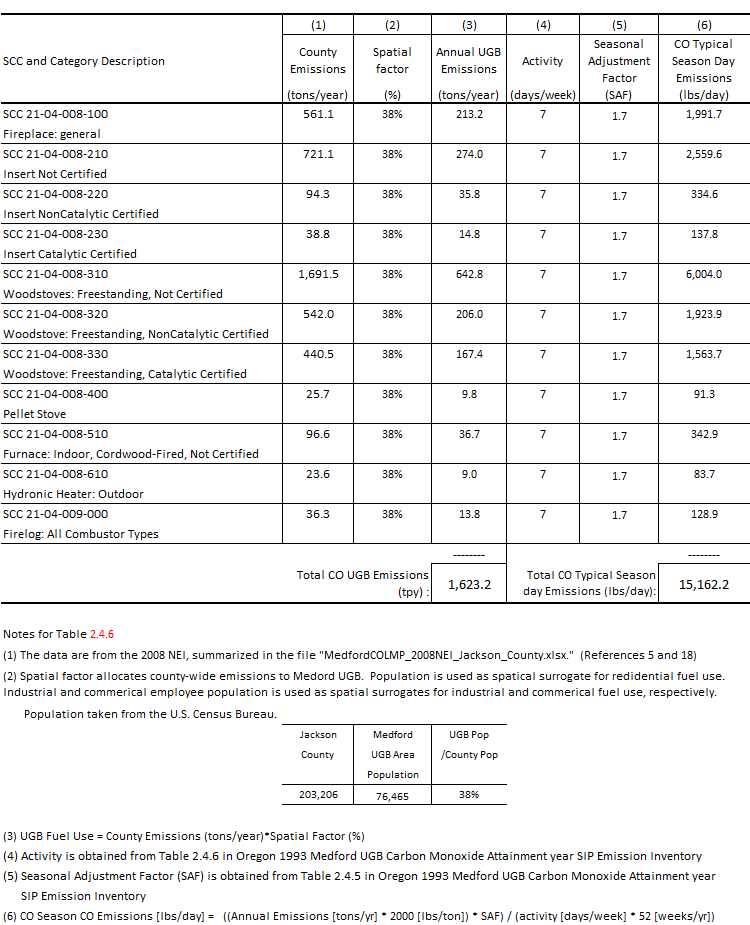 (1) (2) (3) (4) (5) (6)
SCC and Category Description County Emissions (tons/year) Spatial factor (%) Annual UGB Emissions (tons/year) Activity (days/week) Seasonal Adjustment Factor (SAF) CO Typical Season Day Emissions (lbs/day)
SCC 21-04-008-100 561.1 38% 213.2 7 1.7 1,991.7
Fireplace: general
SCC 21-04-008-210 721.1 38% 274.0 7 1.7 2,559.6
Insert Not Certified
SCC 21-04-008-220 94.3 38% 35.8 7 1.7 334.6
Insert NonCatalytic Certified
SCC 21-04-008-230 38.8 38% 14.8 7 1.7 137.8
Insert Catalytic Certified
SCC 21-04-008-310 1,691.5 38% 642.8 7 1.7 6,004.0
Woodstoves: Freestanding, Not Certified
SCC 21-04-008-320 542.0 38% 206.0 7 1.7 1,923.9
Woodstove: Freestanding, NonCatalytic Certified
SCC 21-04-008-330 440.5 38% 167.4 7 1.7 1,563.7
Woodstove: Freestanding, Catalytic Certified
SCC 21-04-008-400 25.7 38% 9.8 7 1.7 91.3
Pellet Stove
SCC 21-04-008-510 96.6 38% 36.7 7 1.7 342.9
Furnace: Indoor, Cordwood-Fired, Not Certified
SCC 21-04-008-610 23.6 38% 9.0 7 1.7 83.7
Hydronic Heater: Outdoor
SCC 21-04-009-000 36.3 38% 13.8 7 1.7 128.9
Firelog: All Combustor Types
-------- --------
Total CO UGB Emissions (tpy) : 1,623.2 Total CO Typical Season day Emissions (lbs/day): 15,162.2
Notes for Table 2.4.6
(1) The data are from the 2008 NEI, summarized in the file "MedfordCOLMP_2008NEI_Jackson_County.xlsx." (References 5 and 18)
(2) Spatial factor allocates county-wide emissions to Medord UGB. Population is used as spatical surrogate for redidential fuel use.
Industrial and commerical employee population is used as spatial surrogates for industrial and commerical fuel use, respectively.
Population taken from the U.S. Census Bureau.
Jackson Medford UGB Pop
County UGB Area /County Pop
Population
203,206 76,465 38%
(3) UGB Fuel Use = County Emissions (tons/year)*Spatial Factor (%)
(4) Activity is obtained from Table 2.4.6 in Oregon 1993 Medford UGB Carbon Monoxide Attainment year SIP Emission Inventory
(5) Seasonal Adjustment Factor (SAF) is obtained from Table 2.4.5 in Oregon 1993 Medford UGB Carbon Monoxide Attainment year
SIP Emission Inventory
(6) CO Season CO Emissions [lbs/day] = ((Annual Emissions [tons/yr] * 2000 [lbs/ton]) * SAF) / (activity [days/week] * 52 [weeks/yr])